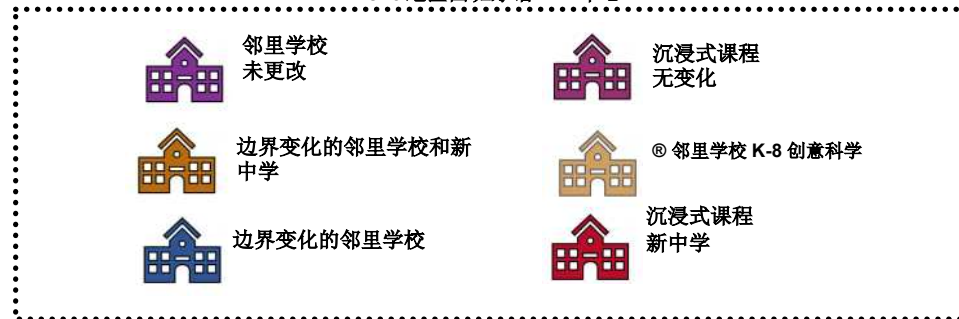 邻里学校
未更改
沉浸式课程
无变化
边界变化的邻里学校和新
中学
® 邻里学校 K-8 创意科学
边界变化的邻里学校
沉浸式课程
新中学